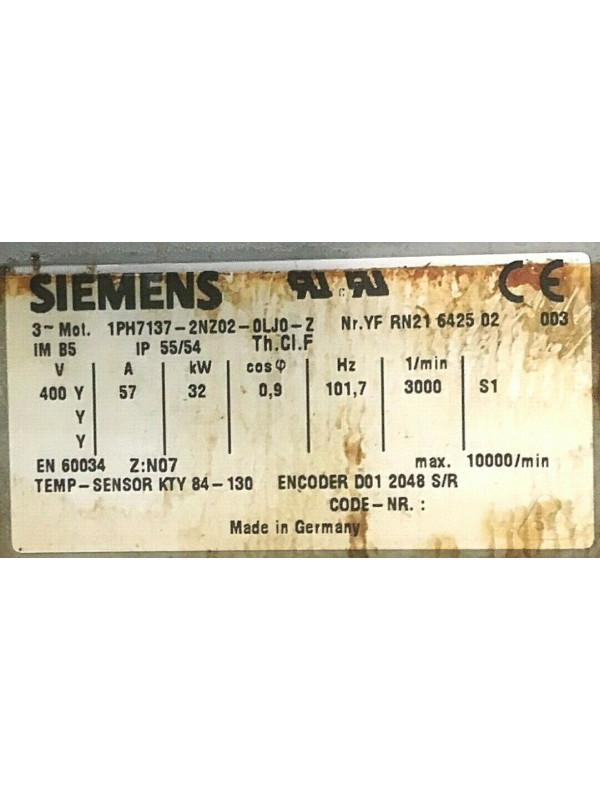 SIEMENS
3~ Mot. 1PH7137-2NZ02-0LJ0-Z Nr.YF RN21 6425 02 003
IM B5 IP 55/54 Th.Cl.F
V A kW cosφ Hz 1/min
400 Y 57 32 0,9 101,7 3000 S1
Y
Y
EN 60034 Z:N07 max. 10000/min
TEMP-SENSOR KTY 84-130 ENCODER D01 2048 S/R
CODE-NR. :
Made in Germany